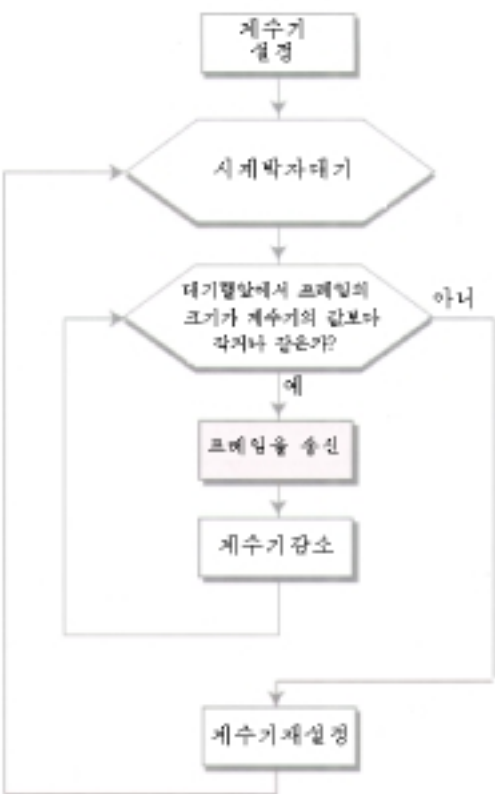 계수기
설정
시계박자대기
대기렬앞에서 프레임의
크기가 계수기의 값보다
작거나 같은가?
아니
예
프레임을 송신
계수기감소
계수기재설정